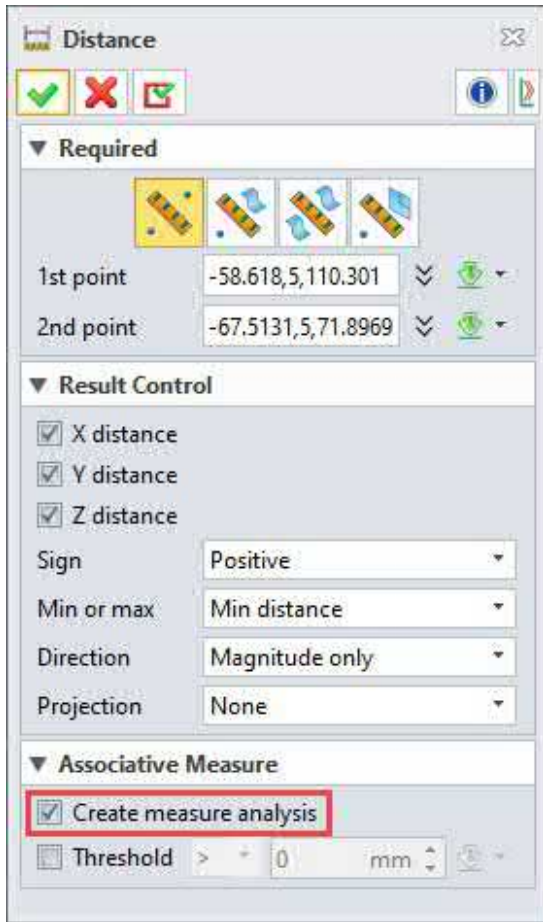 Distance
Required
1st point -58.618,5,110.301
2nd point -67.5131,5,71.8969
Result Control
X distance
Y distance
Z distance
Sign Positive
Min or max Min distance
Direction Magnitude only
Projection None
Associative Measure
Create measure analysis
Threshold > 0 mm